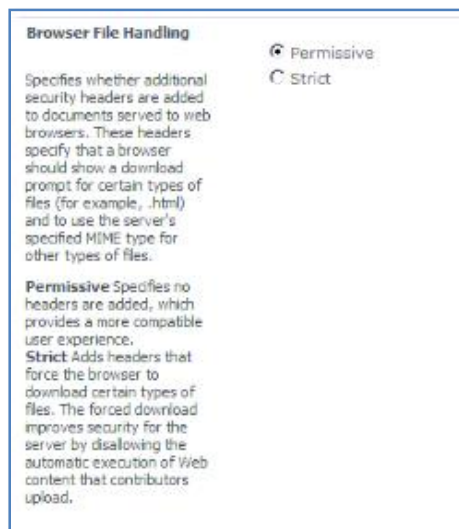 Browser File Handling
Permissive
Strict
Specifies whether additional
security headers are added
to documents served to web
browsers. These headers
specify that a browser
should show a download
prompt for certain types of
files (for example, .html)
and to use the server's
specified MIME type for
other types of files.
Permissive Specifies no
headers are added, which
provides a more compatible
user experience.
Strict Adds headers that
force the browser to
download certain types of
files. The forced download
improves security for the
server by disallowing the
automatic execution of Web
content that contributors
upload.